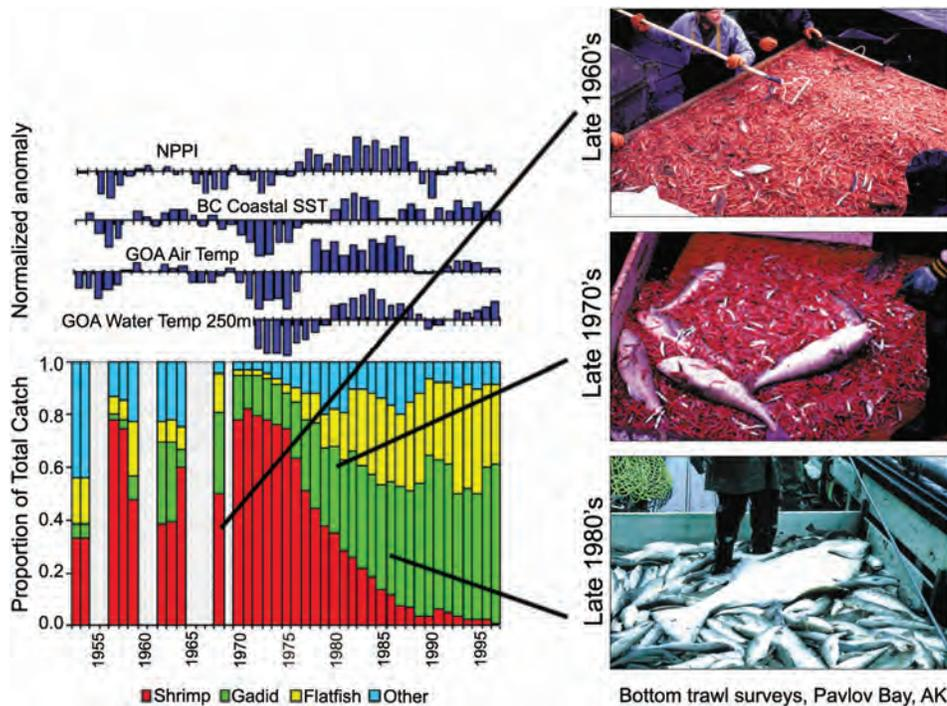 NPPI
BC Coastal SST
GOA Air Temp
GOA Water Temp 250m
Normalized anomaly
1.0
0.8
0.6
0.4
0.2
0.0
Proportion of Total Catch
1955
1960
1965
1970
1975
1980
1985
1990
1995
Shrimp Gadid Flatfish Other
Late 1960's
Late 1970's
Late 1980's
Bottom trawl surveys, Pavlov Bay, AK